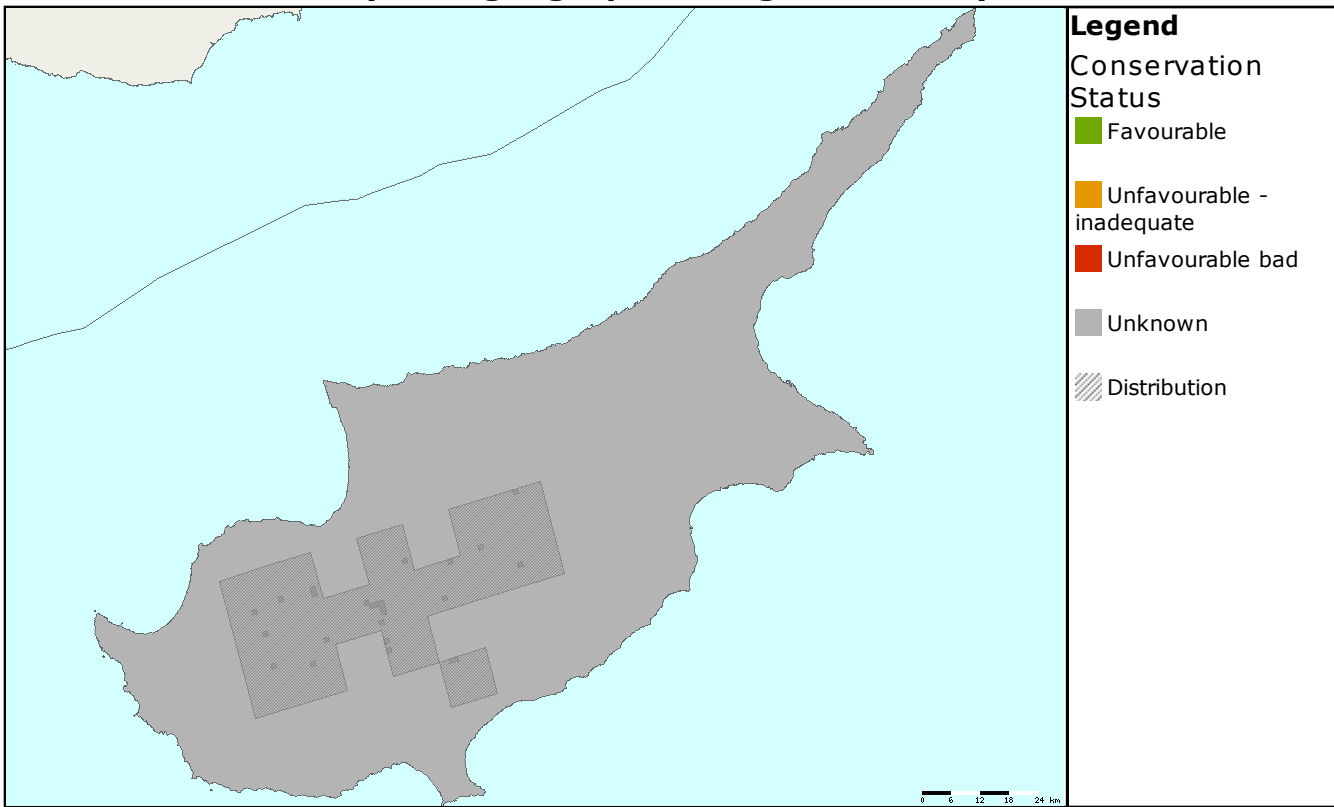 Legend
Conservation
Status
Favourable
Unfavourable -
inadequate
Unfavourable bad
Unknown
Distribution
0 6 12 18 24 km